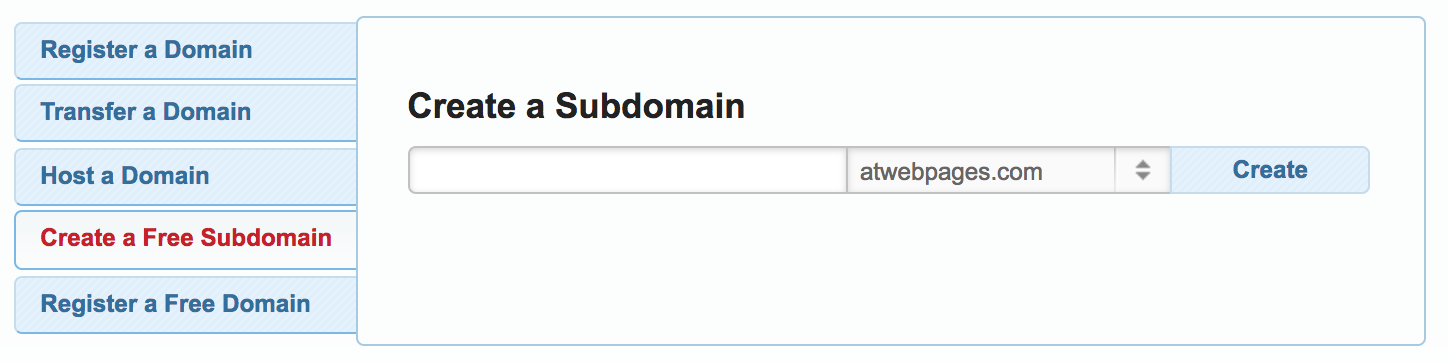 Register a Domain
Transfer a Domain
Host a Domain
Create a Free Subdomain
Register a Free Domain
Create a Subdomain
atwebpages.com
Create